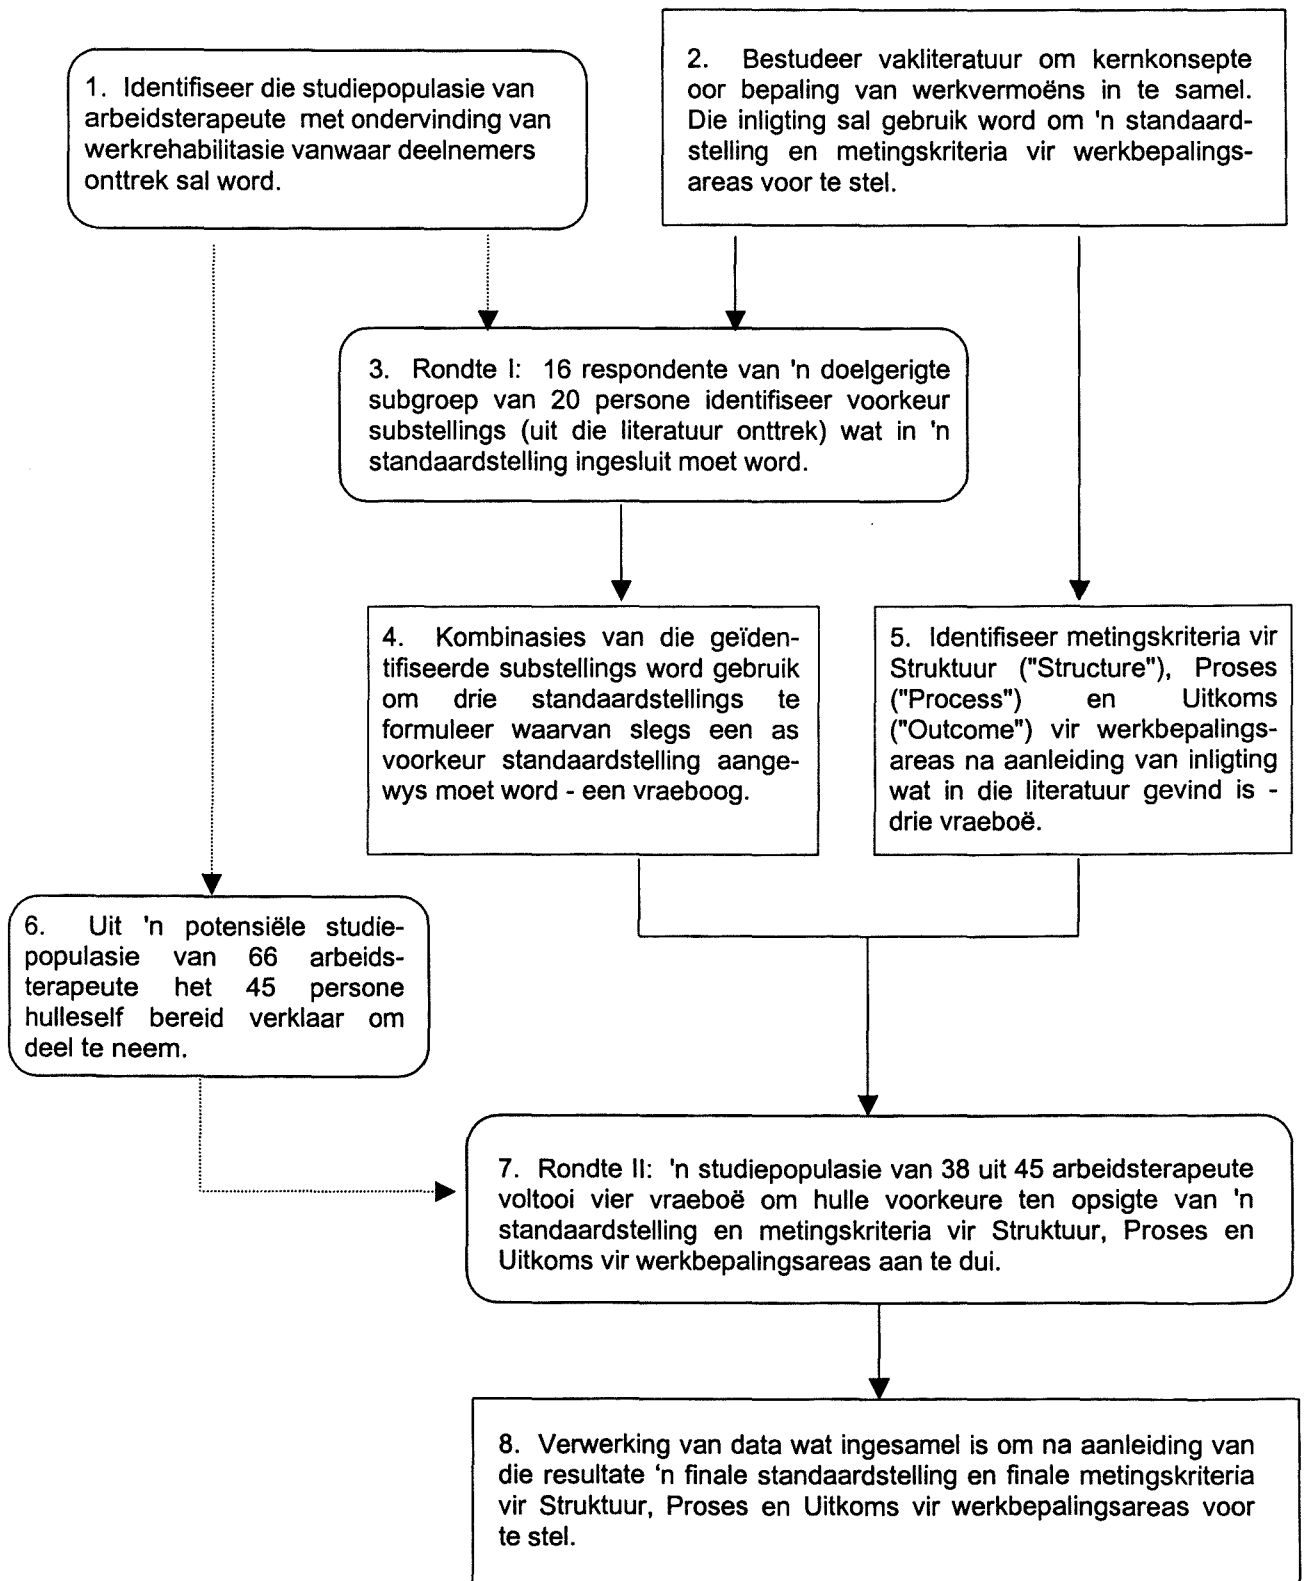 1. Identifiseer die studiepopulasie van
arbeidsterapeute met ondervinding van
werkrehabilitasie vanwaar deelnemers
onttrek sal word.
2. Bestudeer vakliteratuur om kernkonsepte
oor bepaling van werkvermoëns in te samel.
Die inligting sal gebruik word om 'n standaard-
stelling en metingskriteria vir werkbepalings-
areas voor te stel.
3. Rondte I: 16 respondente van 'n doelgerigte
subgroep van 20 persone identifiseer voorkeur
substellings (uit die literatuur onttrek) wat in 'n
standaardstelling ingesluit moet word.
4. Kombinasies van die geïden-
tifiseerde substellings word gebruik
om drie standaardstellings te
formuleer waarvan slegs een as
voorkeur standaardstelling aange-
wys moet word - een vraeboog.
5. Identifiseer metingskriteria vir
Struktuur ("Structure"), Proses
("Process") en Uitkoms
("Outcome") vir werkbepalings-
areas na aanleiding van inligting
wat in die literatuur gevind is -
drie vraeboë.
6. Uit 'n potensiële studie-
populasie van 66 arbeids-
terapeute het 45 persone
hulleself bereid verklaar om
deel te neem.
7. Rondte II: 'n studiepopulasie van 38 uit 45 arbeidsterapeute
voltooi vier vraeboë om hulle voorkeure ten opsigte van 'n
standaardstelling en metingskriteria vir Struktuur, Proses en
Uitkoms vir werkbepalingsareas aan te dui.
8. Verwerking van data wat ingesamel is om na aanleiding van
die resultate 'n finale standaardstelling en finale metingskriteria
vir Struktuur, Proses en Uitkoms vir werkbepalingsareas voor
te stel.